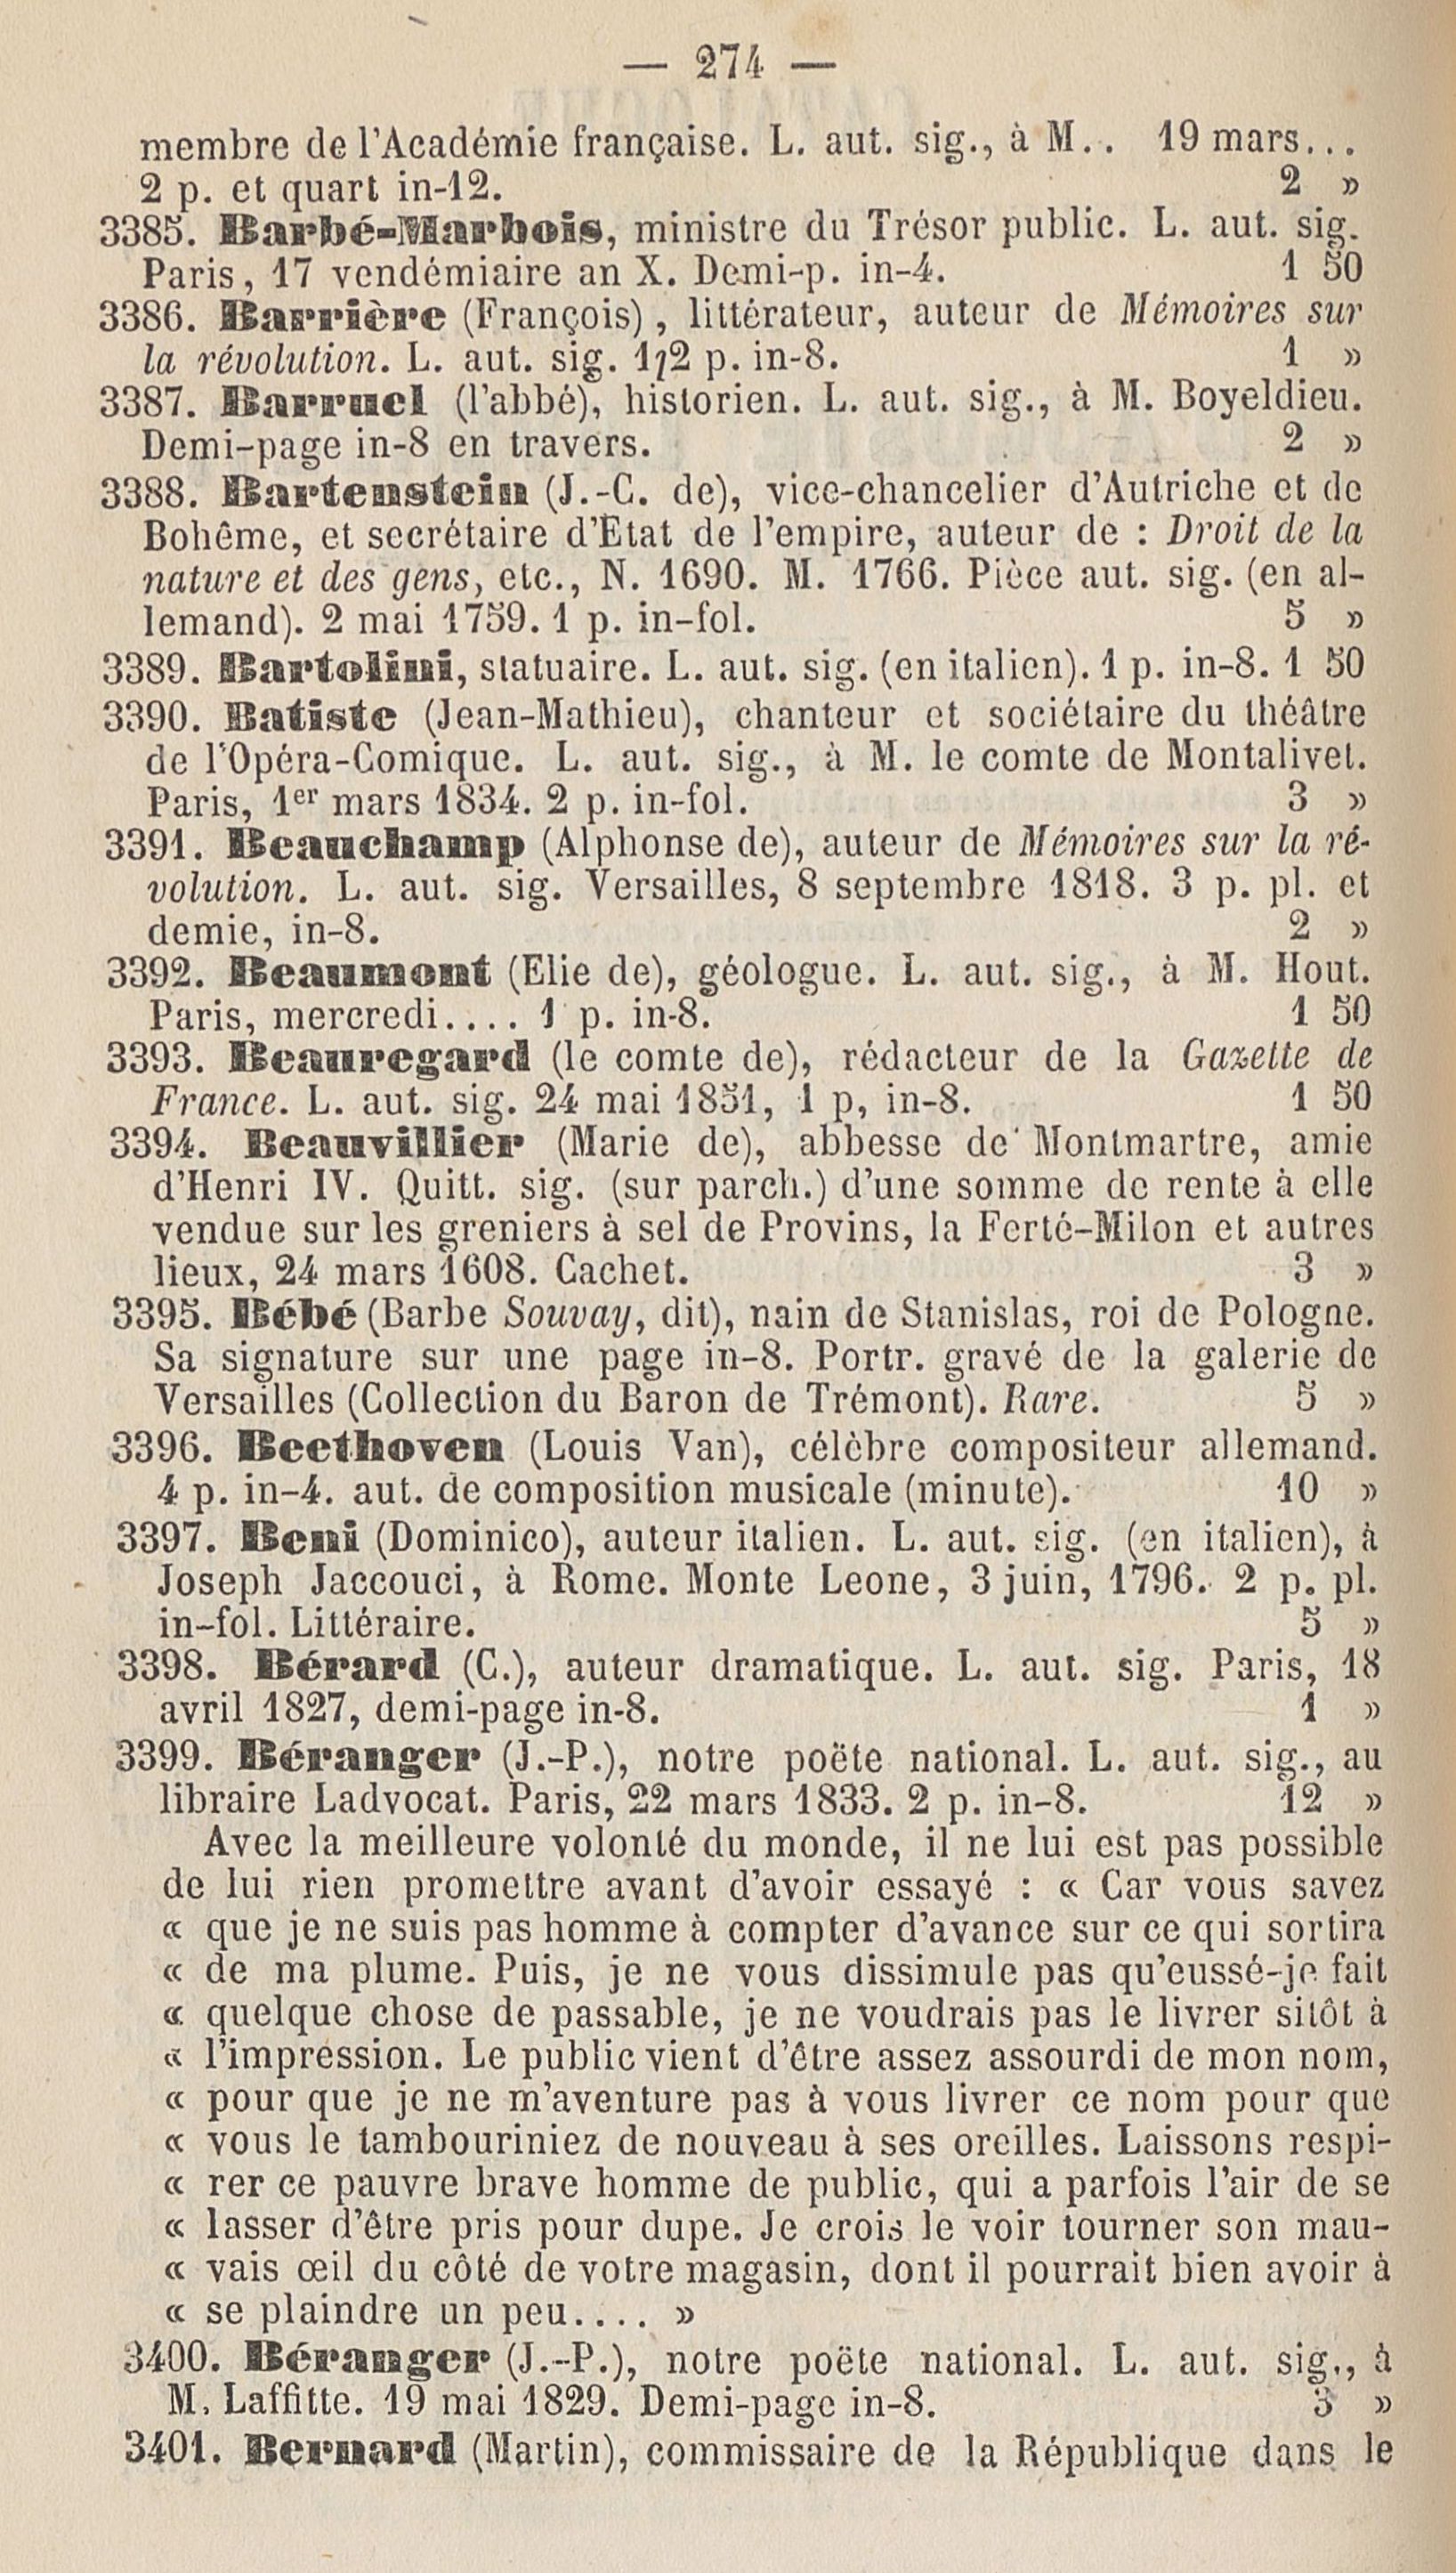 — 274 —
membre de l'Académie française. L. aut. sig., à M.. 19 mars...
2 p. et quart in-12. 2 »
3385. Barbé-Marbois, ministre du Trésor public. L. aut. sig.
Paris, 17 vendémiaire an X. Demi-p. in-4. 1 50
3386. Barrière (François), littérateur, auteur de Mémoires sur
la révolution. L. aut. sig. 1/2 p. in-8. 1 »
3387. Barruel (l'abbé), historien. L. aut. sig., à M. Boyeldieu.
Demi-page in-8 en travers. 2 »
3388. Bartenstein (J.-C. de), vice-chancelier d'Autriche et de
Bohême, et secrétaire d'Etat de l'empire, auteur de : Droit de la
nature et des gens, etc., N. 1690. M. 1766. Pièce aut. sig. (en al-
lemand). 2 mai 1759. 1 p. in-fol. 5 »
3389. Bartolini, statuaire. L. aut. sig. (en italien). 1 p. in-8. 1 50
3390. Batiste (Jean-Mathieu), chanteur et sociétaire du théâtre
de l'Opéra-Comique. L. aut. sig., à M. le comte de Montalivet.
Paris, 1er mars 1834. 2 p. in-fol. 3 »
3391. Beauchamp (Alphonse de), auteur de Mémoires sur la ré-
volution. L. aut. sig. Versailles, 8 septembre 1818. 3 p. pl. et
demie, in-8. 2 »
3392. Beaumont (Elie de), géologue. L. aut. sig., à M. Hout.
Paris, mercredi.... 1 p. in-8. 1 50
3393. Beauregard (le comte de), rédacteur de la Gazette de
France. L. aut. sig. 24 mai 1851, 1 p, in-8. 1 50
3394. Beauvillier (Marie de), abbesse de Montmartre, amie
d'Henri IV. Quitt. sig. (sur parch.) d'une somme de rente à elle
vendue sur les greniers à sel de Provins, la Ferté-Milon et autres
lieux, 24 mars 1608. Cachet. 3 »
3395. Bébé (Barbe Souvay, dit), nain de Stanislas, roi de Pologne.
Sa signature sur une page in-8. Portr. gravé de la galerie de
Versailles (Collection du Baron de Trémont). Rare. 5 »
3396. Beethoven (Louis Van), célèbre compositeur allemand.
4 p. in-4. aut. de composition musicale (minute). 10 »
3397. Beni (Dominico), auteur italien. L. aut. sig. (en italien), à
Joseph Jaccouci, à Rome. Monte Leone, 3 juin, 1796. 2 p. pl.
in-fol. Littéraire. 5 »
3398. Bérard (C.), auteur dramatique. L. aut. sig. Paris, 18
avril 1827, demi-page in-8. 1 »
3399. Béranger (J.-P.), notre poëte national. L. aut. sig., au
libraire Ladvocat. Paris, 22 mars 1833. 2 p. in-8. 12 »
Avec la meilleure volonté du monde, il ne lui est pas possible
de lui rien promettre avant d'avoir essayé : « Car vous savez
« que je ne suis pas homme à compter d'avance sur ce qui sortira
« de ma plume. Puis, je ne vous dissimule pas qu'eussé-je fait
« quelque chose de passable, je ne voudrais pas le livrer sitôt à
« l'impression. Le public vient d'être assez assourdi de mon nom,
« pour que je ne m'aventure pas à vous livrer ce nom pour que
« vous le tambouriniez de nouveau à ses oreilles. Laissons respi-
« rer ce pauvre brave homme de public, qui a parfois l'air de se
« lasser d'être pris pour dupe. Je crois le voir tourner son mau-
« vais œil du côté de votre magasin, dont il pourrait bien avoir à
« se plaindre un peu.... »
3400. Béranger (J.-P.), notre poëte national. L. aut. sig., à
M. Laffitte. 19 mai 1829. Demi-page in-8. 3 »
3401. Bernard (Martin), commissaire de la République dans le